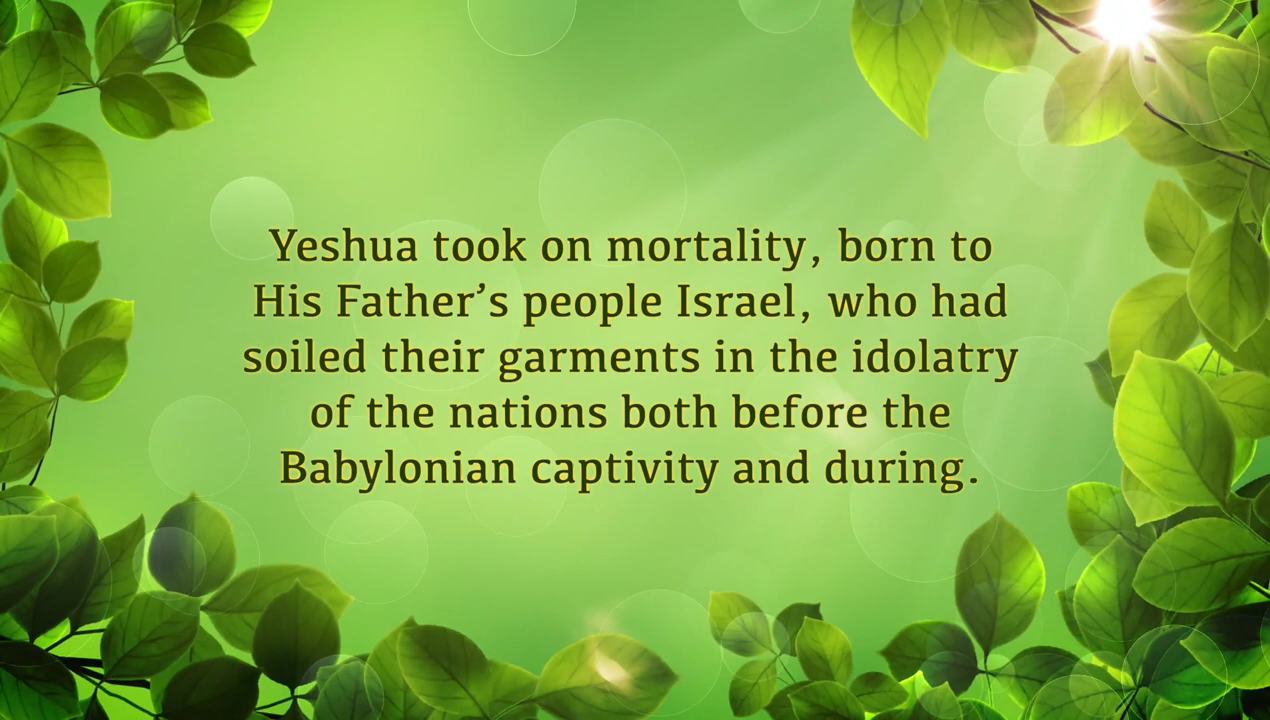 Yeshua took on mortality, born to
His Father’s people Israel, who had
soiled their garments in the idolatry
of the nations both before the
Babylonian captivity and during.